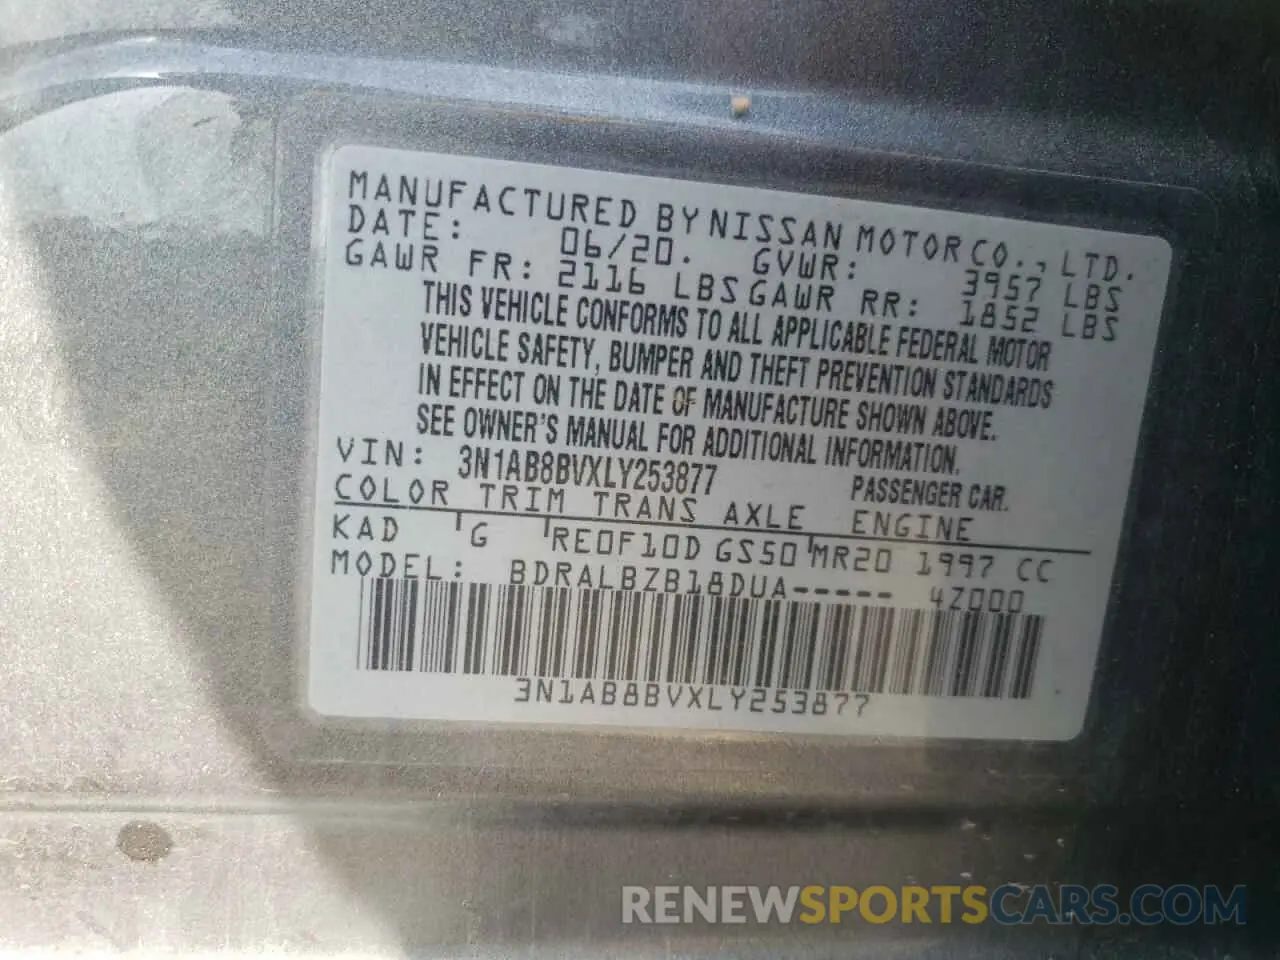 MANUFACTURED BY NISSAN MOTOR CO., LTD.
DATE: 06/20. GVWR: 3957 LBS
GAWR FR: 2116 LBS GAWR RR: 1852 LBS
THIS VEHICLE CONFORMS TO ALL APPLICABLE FEDERAL MOTOR
VEHICLE SAFETY, BUMPER AND THEFT PREVENTION STANDARDS
IN EFFECT ON THE DATE OF MANUFACTURE SHOWN ABOVE.
SEE OWNER'S MANUAL FOR ADDITIONAL INFORMATION.
VIN: 3N1AB8BVXLY253877 PASSENGER CAR.
COLOR TRIM TRANS AXLE ENGINE
KAD G RE0F10D GS50 MR20 1997 CC
MODEL: BDRALBZB18DUA----- 4Z000
3N1AB8BVXLY253877
RENEWSPORTSCARS.COM